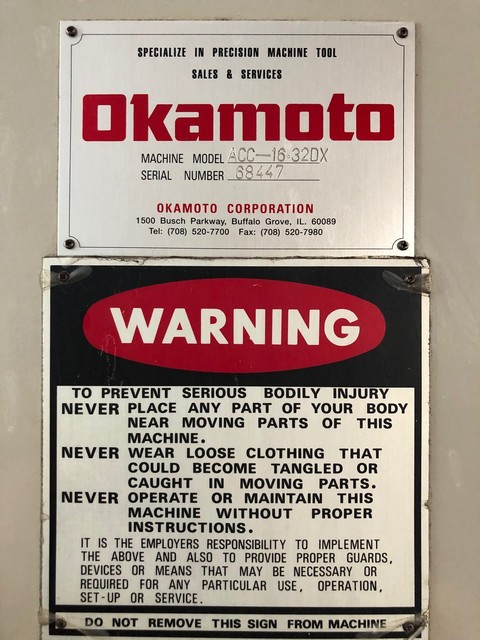 SPECIALIZE IN PRECISION MACHINE TOOL
SALES & SERVICES
Okamoto
MACHINE MODEL ACC-16·32DX
SERIAL NUMBER 68447
OKAMOTO CORPORATION
1500 Busch Parkway, Buffalo Grove, IL. 60089
Tel: (708) 520-7700 Fax: (708) 520-7980
WARNING
TO PREVENT SERIOUS BODILY INJURY
NEVER PLACE ANY PART OF YOUR BODY
NEAR MOVING PARTS OF THIS
MACHINE.
NEVER WEAR LOOSE CLOTHING THAT
COULD BECOME TANGLED OR
CAUGHT IN MOVING PARTS.
NEVER OPERATE OR MAINTAIN THIS
MACHINE WITHOUT PROPER
INSTRUCTIONS.
IT IS THE EMPLOYERS RESPONSIBILITY TO IMPLEMENT
THE ABOVE AND ALSO TO PROVIDE PROPER GUARDS,
DEVICES OR MEANS THAT MAY BE NECESSARY OR
REQUIRED FOR ANY PARTICULAR USE, OPERATION,
SET-UP OR SERVICE.
DO NOT REMOVE THIS SIGN FROM MACHINE